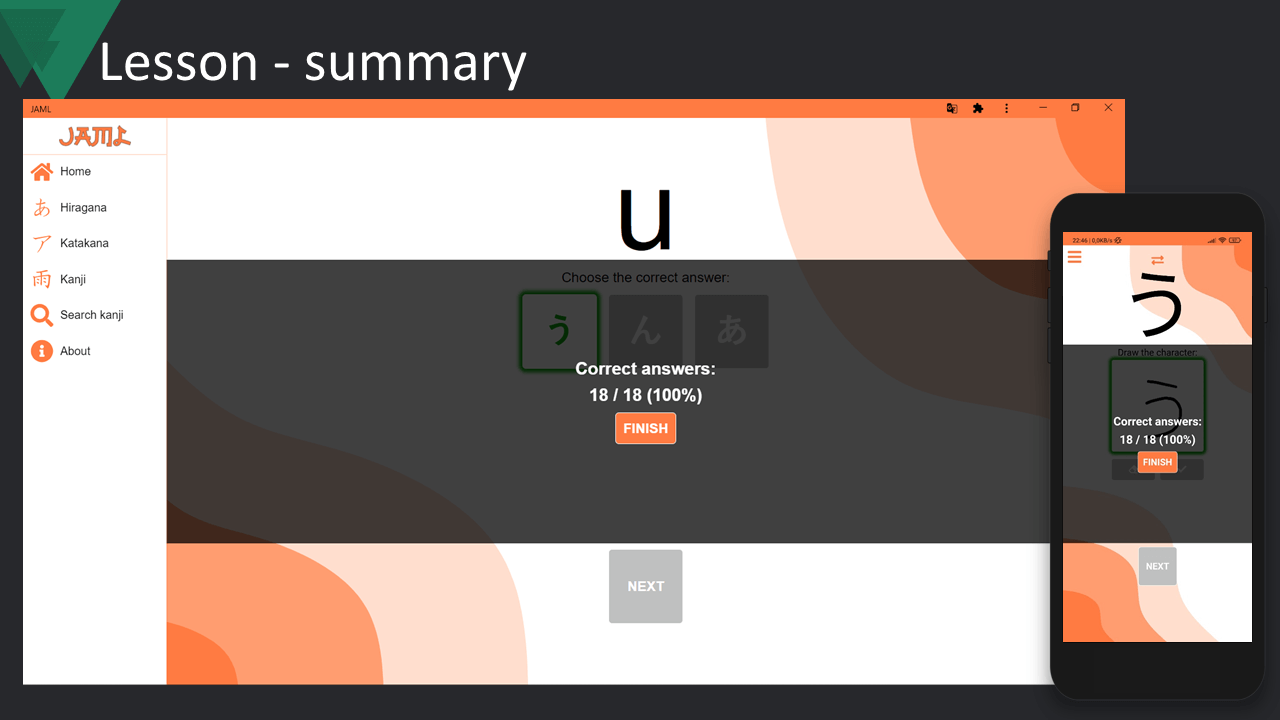 Lesson - summary
JAML
JAML
Home
あ Hiragana
ア Katakana
雨 Kanji
Search kanji
About
u
Choose the correct answer:
う ん あ
Correct answers:
18 / 18 (100%)
FINISH
NEXT
22:46 | 0,0KB/s
う
Draw the character:
う
Correct answers:
18 / 18 (100%)
FINISH
NEXT